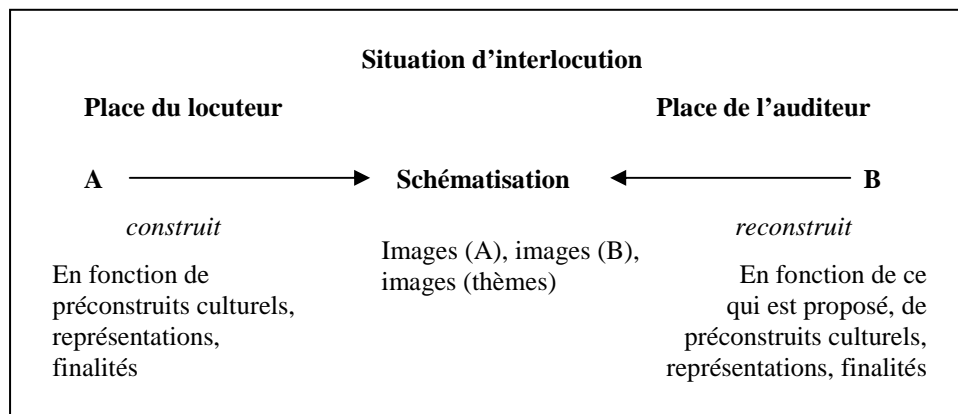 Situation d’interlocution
Place du locuteur
Place de l’auditeur
A
Schématisation
B
construit
reconstruit
Images (A), images (B),
images (thèmes)
En fonction de
préconstruits culturels,
représentations,
finalités
En fonction de ce
qui est proposé, de
préconstruits culturels,
représentations, finalités